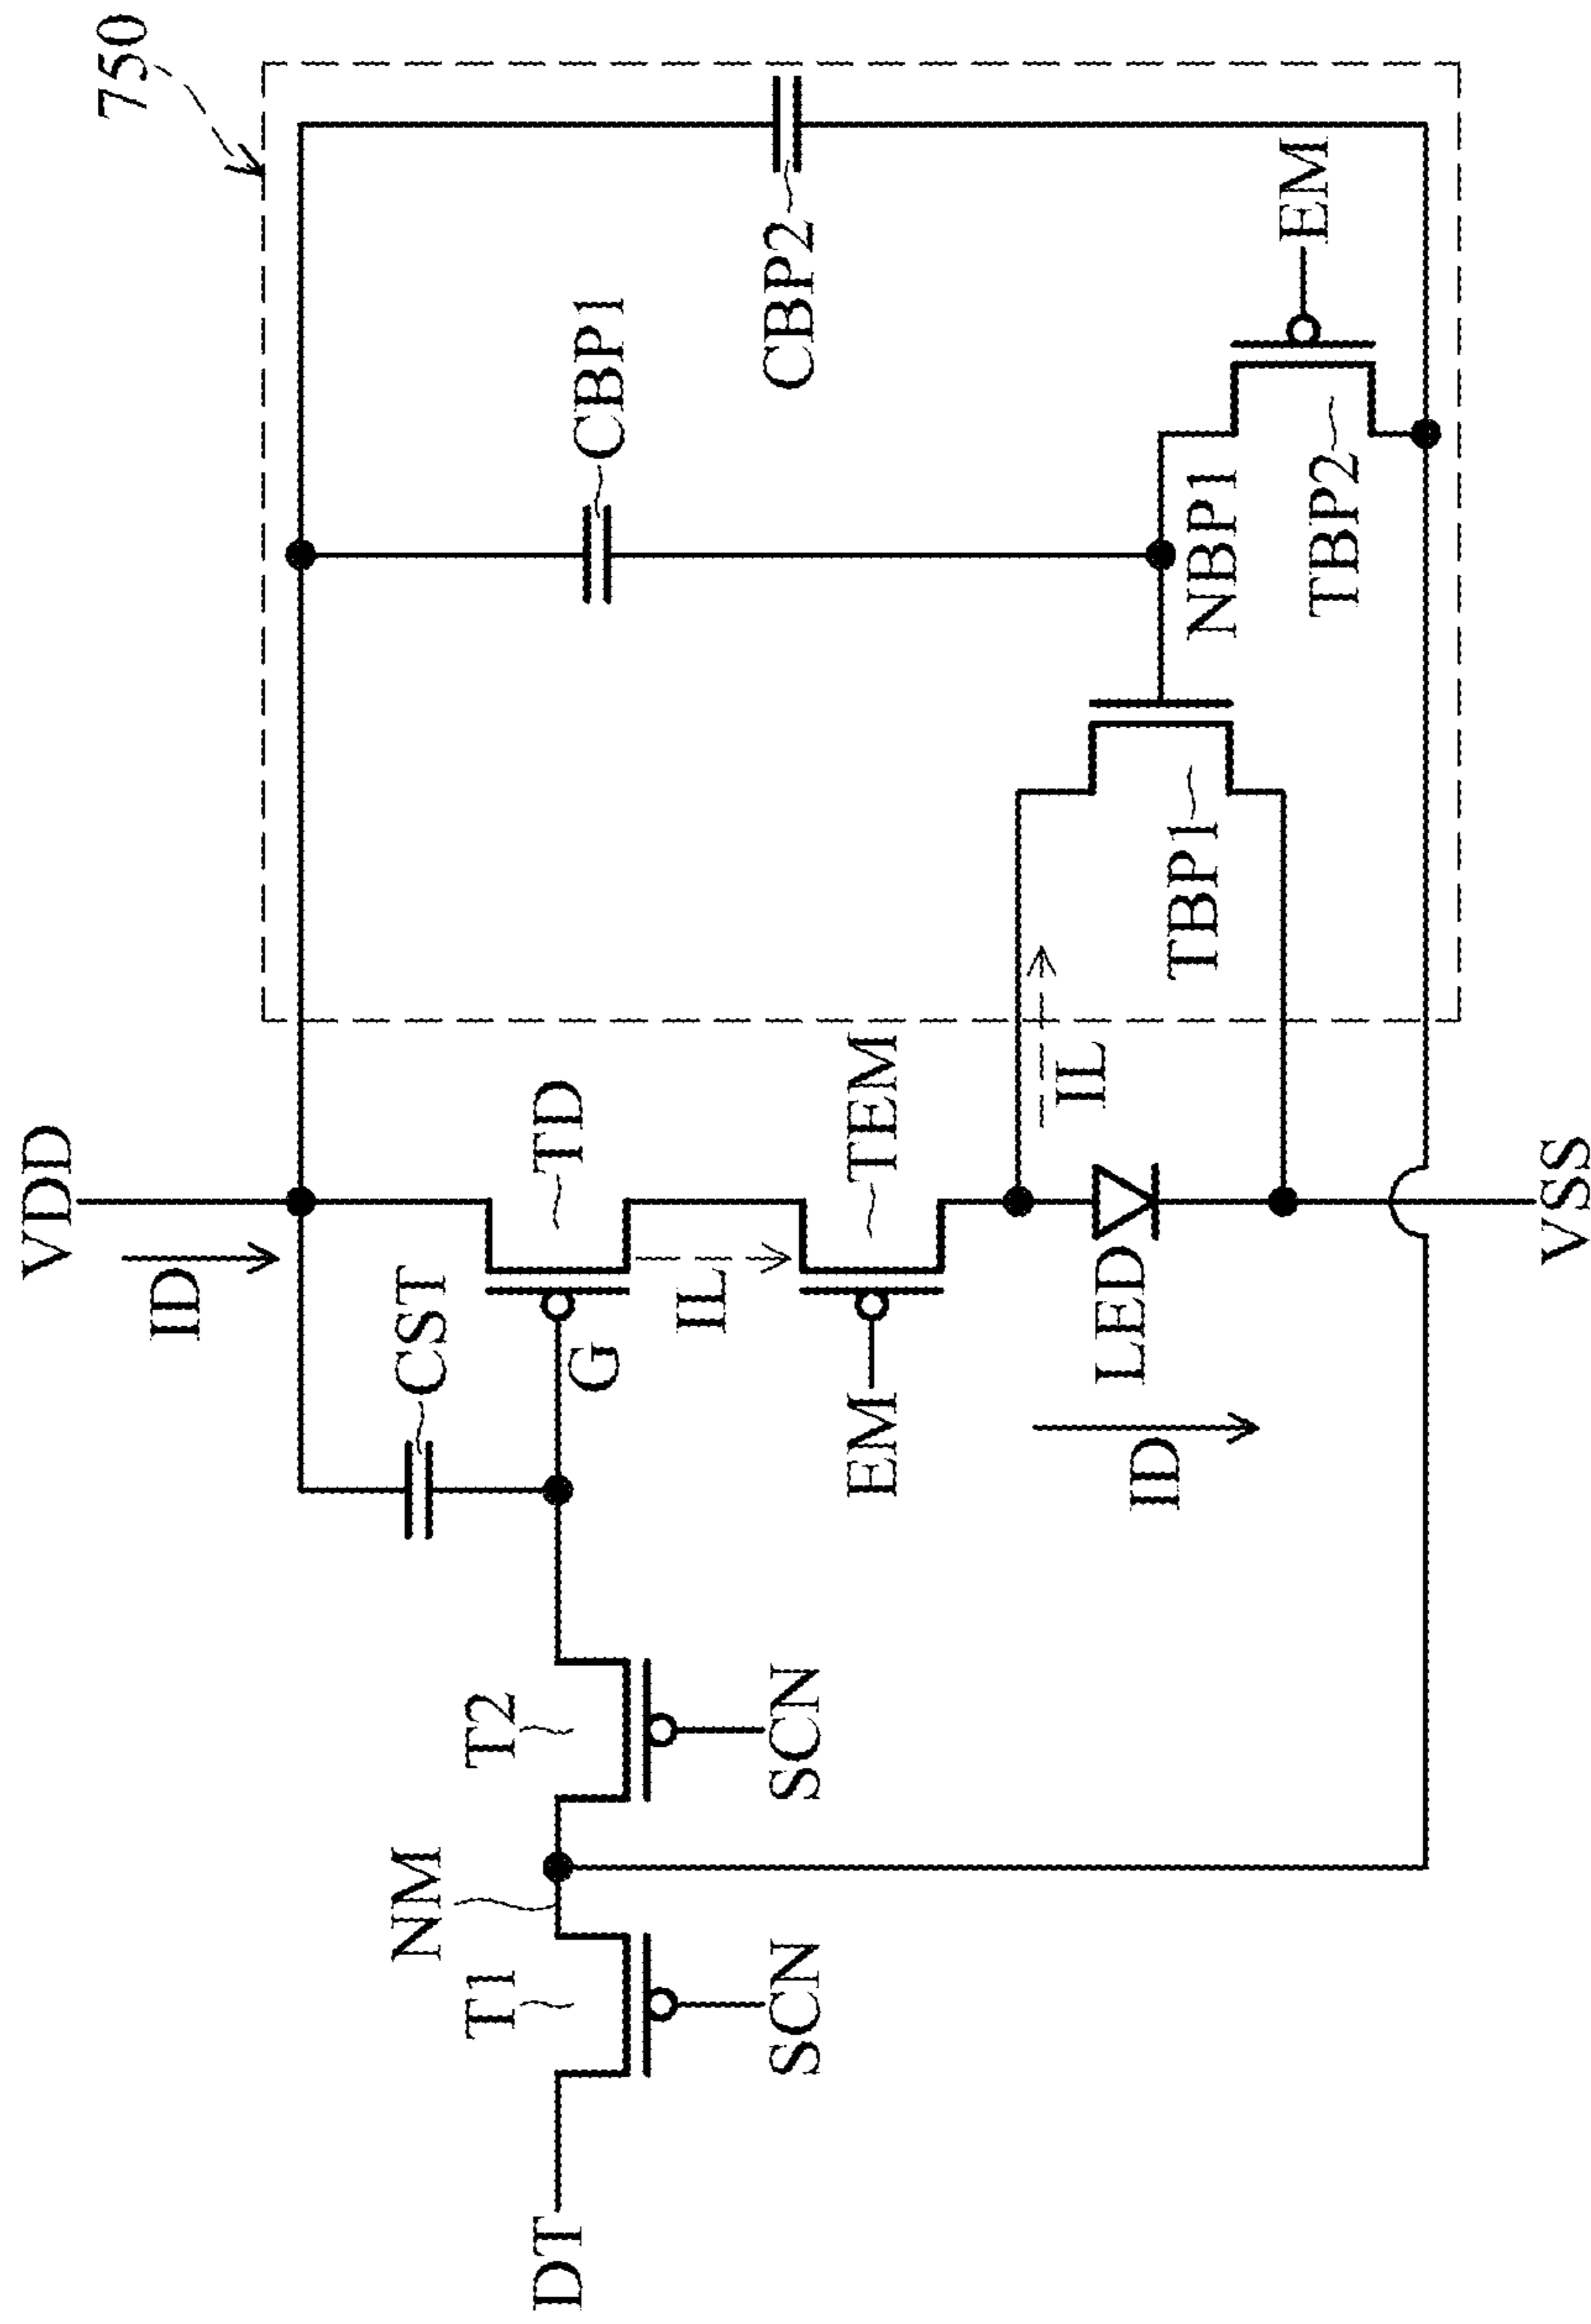 750
VDD
ID
CST
TD
G
IL
CBP1
CBP2
T2
NM
T1
SCN
SCN
EM
TEM
IL
NBP1
EM
TBP2
TBP1
LED
ID
DT
VSS